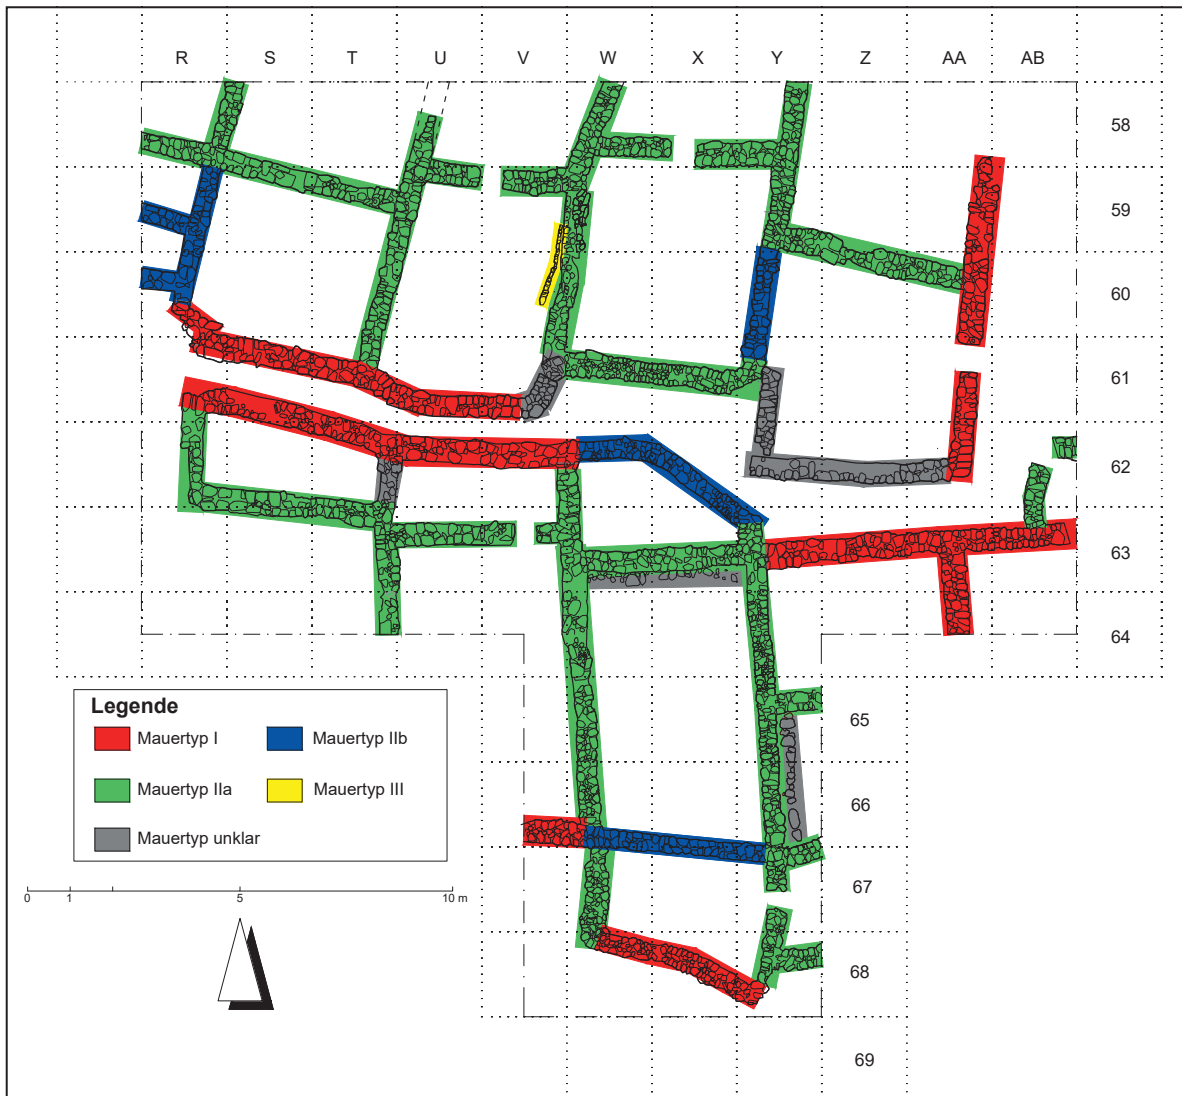 R S T U V W X Y Z AA AB
58
59
60
61
62
63
64
65
66
67
68
69
Legende
Mauertyp I Mauertyp IIb
Mauertyp IIa Mauertyp III
Mauertyp unklar
0 1 5 10 m